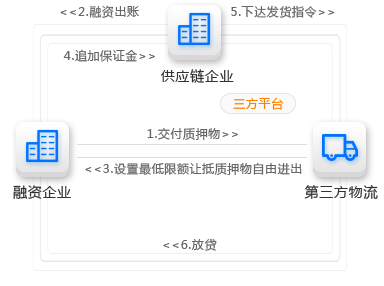 <<2.融资出账
5.下达发货指令>>
4.追加保证金>>
供应链企业
三方平台
1.交付质押物>>
<<3.设置最低限额让抵质押物自由进出
融资企业
第三方物流
<<6.放贷